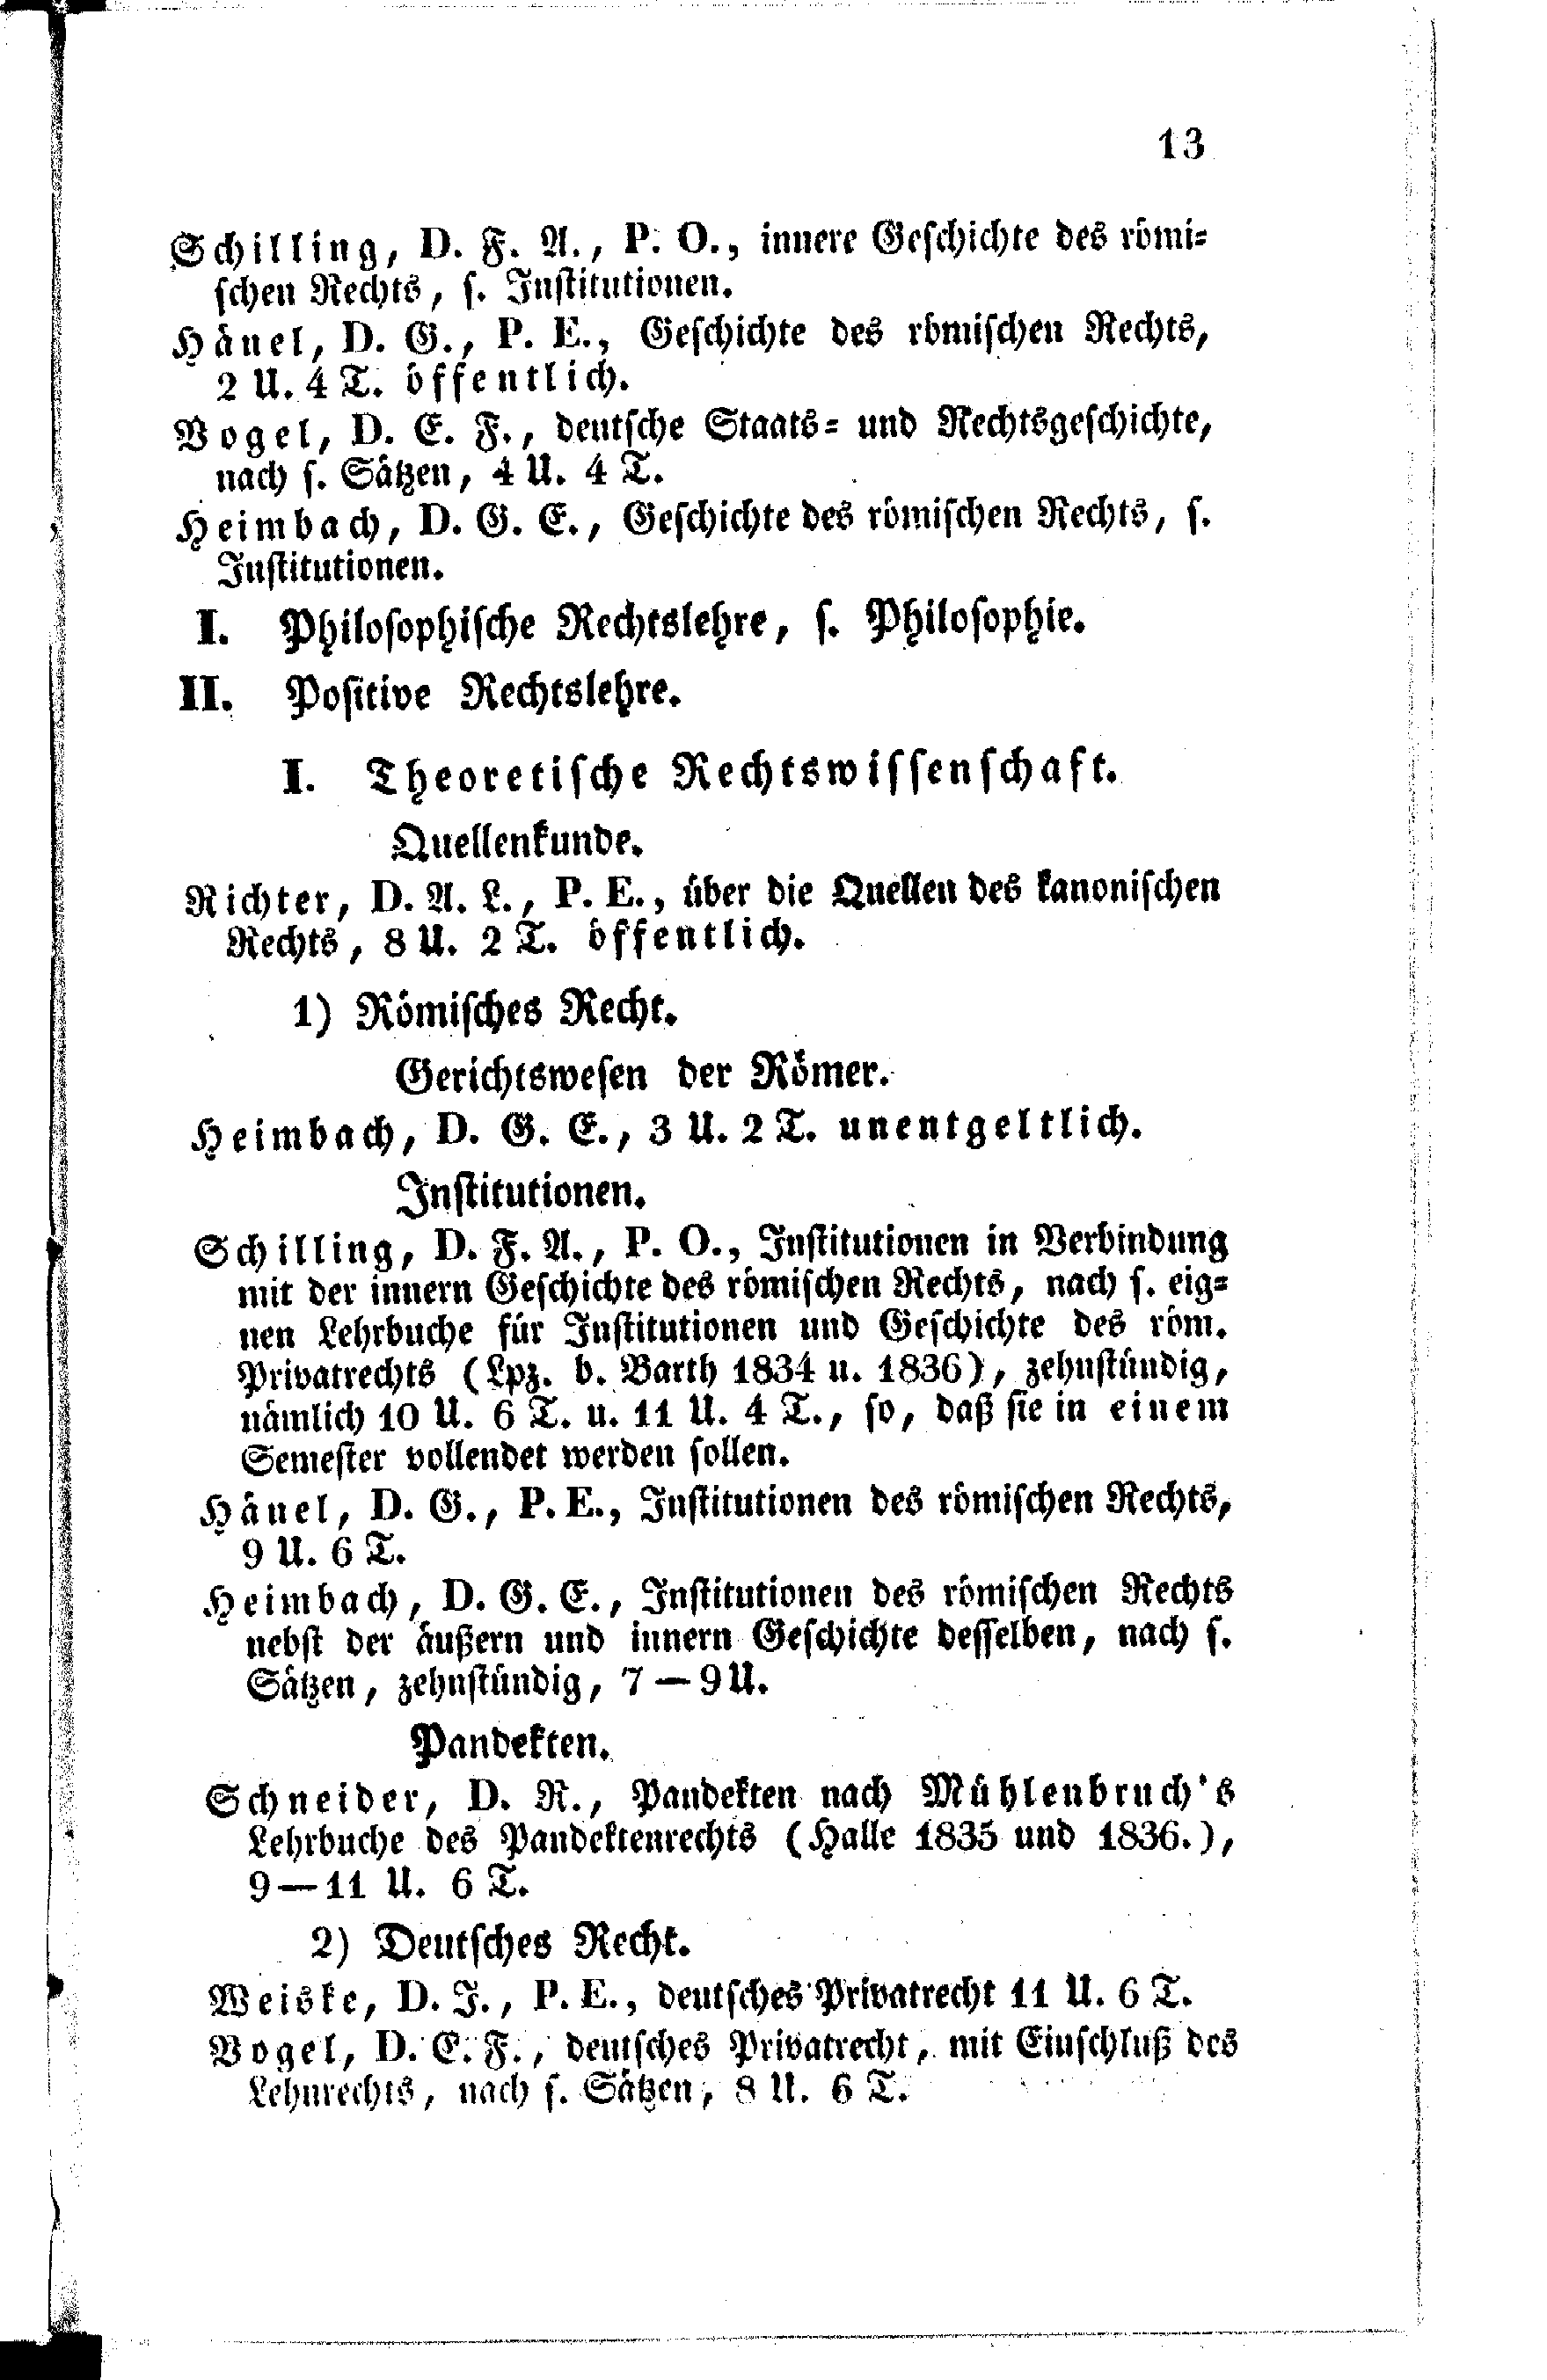 13
Schilling, D. F. A., P. O., innere Geschichte des römi-
schen Rechts, s. Institutionen.
Hänel, D. G., P. E., Geschichte des römischen Rechts,
2 U. 4 T. öffentlich.
Vogel, D. E. F., deutsche Staats- und Rechtsgeschichte,
nach s. Sätzen, 4 U. 4 T.
Heimbach, D. G. E., Geschichte des römischen Rechts, s.
Institutionen.
I. Philosophische Rechtslehre, s. Philosophie.
II. Positive Rechtslehre.
I. Theoretische Rechtswissenschaft.
Quellenkunde.
Richter, D. A. L., P. E., über die Quellen des kanonischen
Rechts, 8 U. 2 T. öffentlich.
1) Römisches Recht.
Gerichtswesen der Römer.
Heimbach, D. G. E., 3 U. 2 T. unentgeltlich.
Institutionen.
Schilling, D. F. A., P. O., Institutionen in Verbindung
mit der innern Geschichte des römischen Rechts, nach s. eig-
nen Lehrbuche für Institutionen und Geschichte des röm.
Privatrechts (Lpz. b. Barth 1834 u. 1836), zehnstündig,
nämlich 10 U. 6 T. u. 11 U. 4 T., so, daß sie in einem
Semester vollendet werden sollen.
Hänel, D. G., P. E., Institutionen des römischen Rechts,
9 U. 6 T.
Heimbach, D. G. E., Institutionen des römischen Rechts
nebst der äußern und innern Geschichte desselben, nach s.
Sätzen, zehnstündig, 7 — 9 U.
Pandekten.
Schneider, D. R., Pandekten nach Mühlenbruch's
Lehrbuche des Pandektenrechts (Halle 1835 und 1836.),
9 — 11 U. 6 T.
2) Deutsches Recht.
Weiske, D. J., P. E., deutsches Privatrecht 11 U. 6 T.
Vogel, D. E. F., deutsches Privatrecht, mit Einschluß des
Lehnrechts, nach s. Sätzen, 8 U. 6 T.